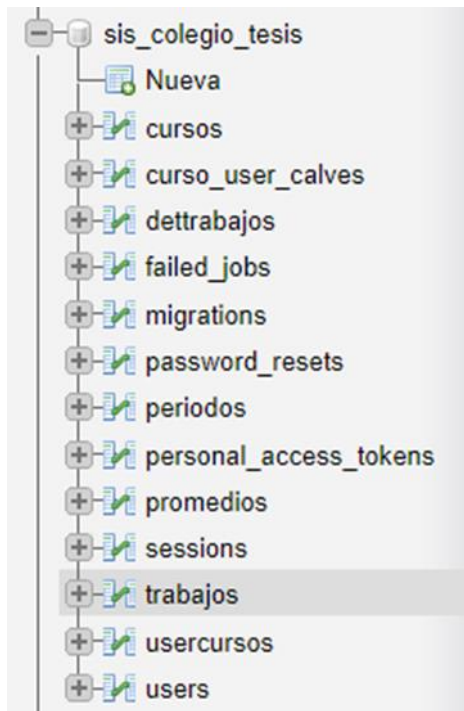 sis_colegio_tesis
Nueva
cursos
curso_user_calves
dettrabajos
failed_jobs
migrations
password_resets
periodos
personal_access_tokens
promedios
sessions
trabajos
usercursos
users